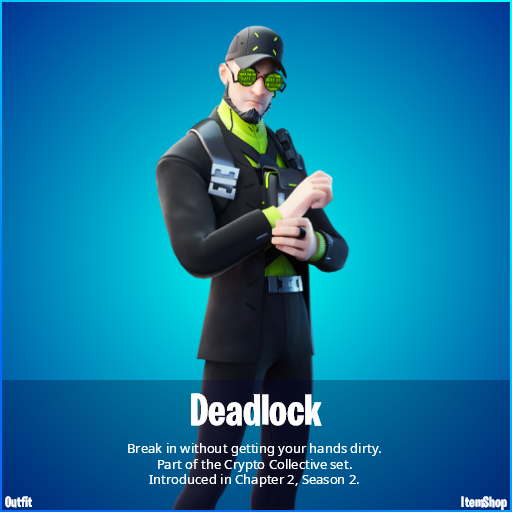 Deadlock
Break in without getting your hands dirty.
Part of the Crypto Collective set.
Introduced in Chapter 2, Season 2.
Outfit
ItemShop